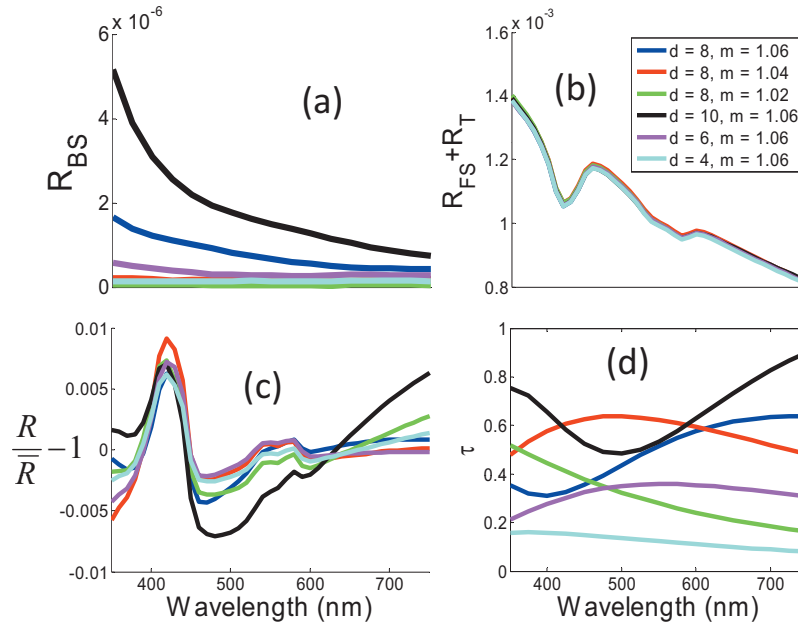 x 10⁻⁶
6
4
2
0
R_BS
(a)
x 10⁻³
1.6
1.4
1.2
1
0.8
R_FS+R_T
(b)
d = 8, m = 1.06
d = 8, m = 1.04
d = 8, m = 1.02
d = 10, m = 1.06
d = 6, m = 1.06
d = 4, m = 1.06
0.01
0.005
0
-0.005
-0.01
R/R̅ −1
(c)
400 500 600 700
Wavelength (nm)
1
0.8
0.6
0.4
0.2
0
τ
(d)
400 500 600 700
Wavelength (nm)